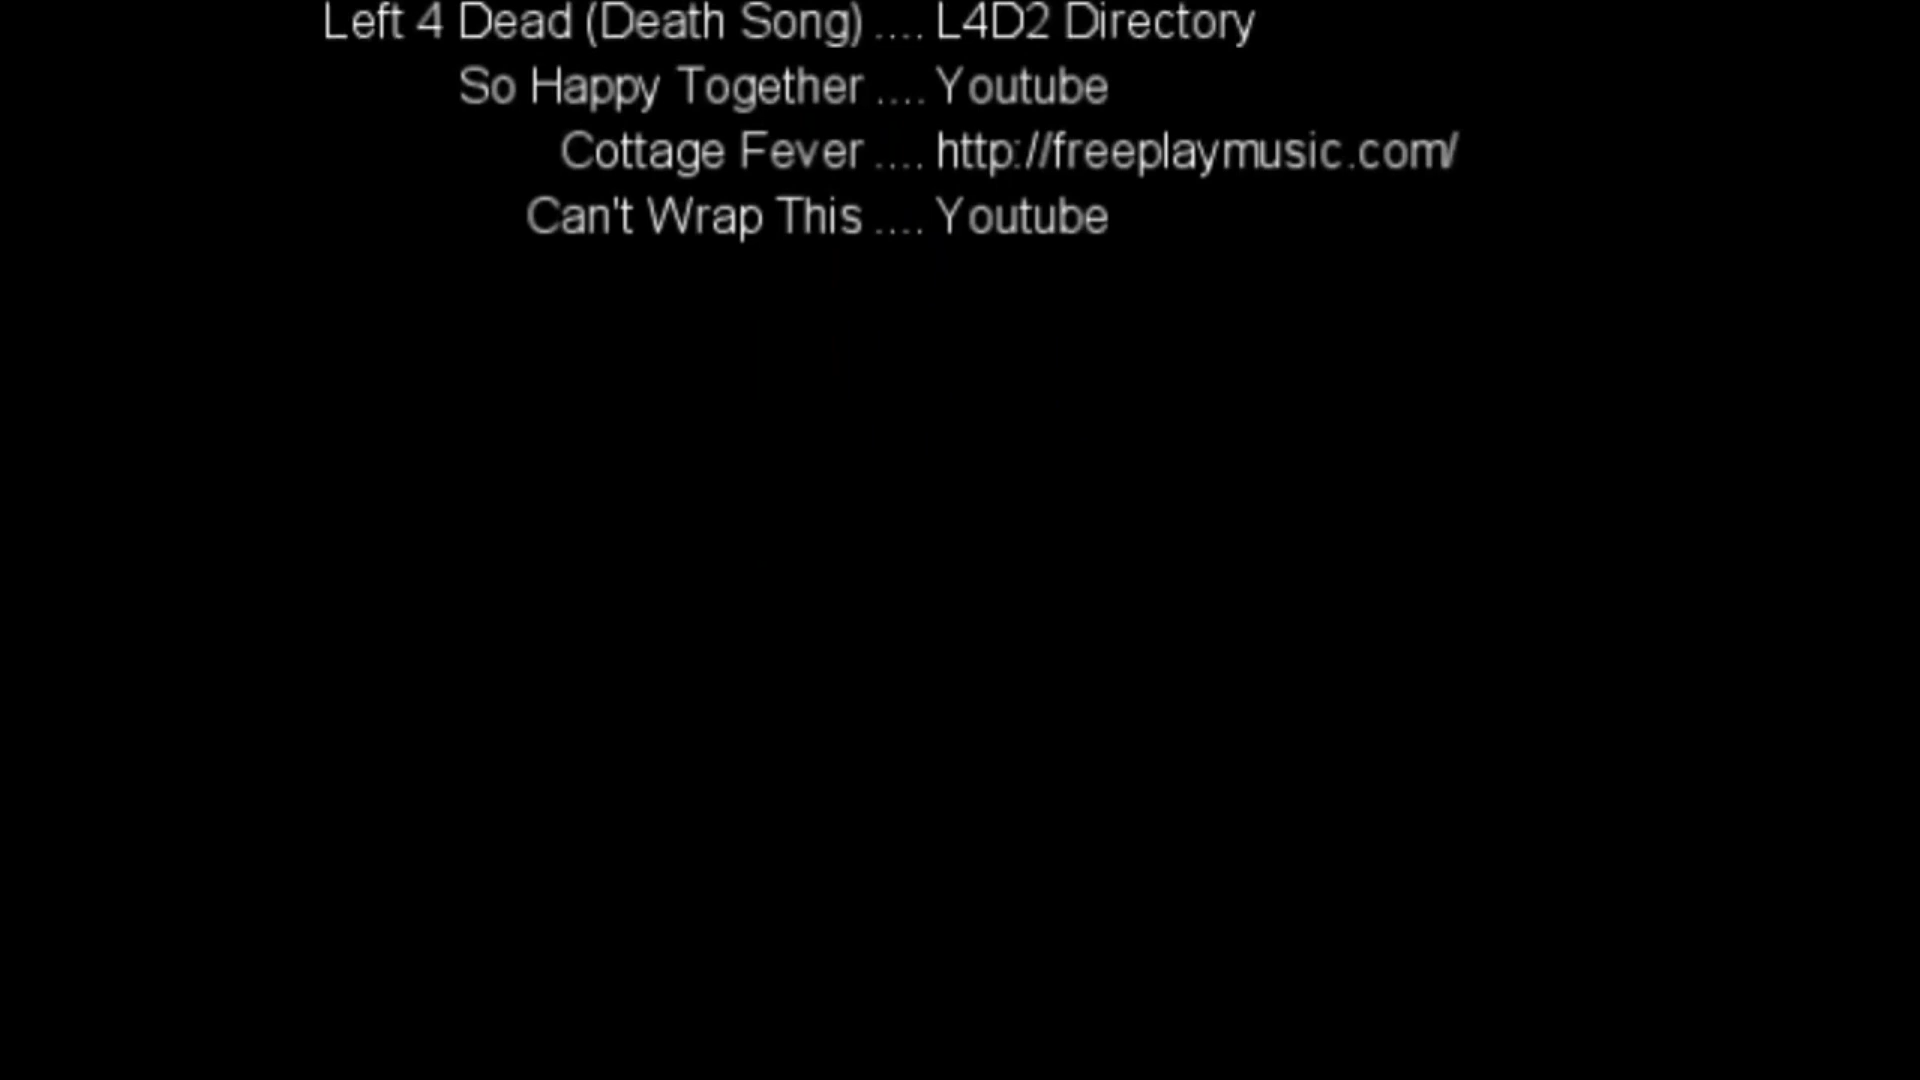 Left 4 Dead (Death Song) .... L4D2 Directory
So Happy Together .... Youtube
Cottage Fever .... http://freeplaymusic.com/
Can't Wrap This .... Youtube